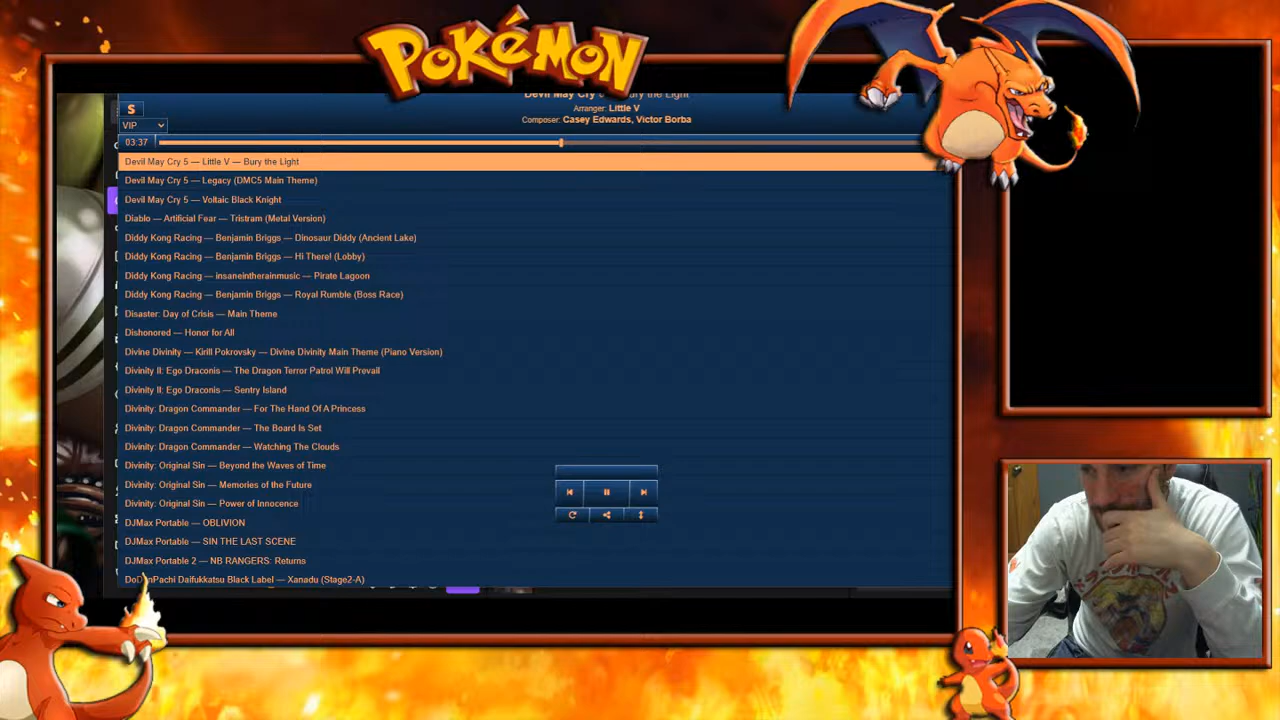 POKéMON
S
Devil May Cry
Bury the Light
Arranger: Little V
VIP
Composer: Casey Edwards, Victor Borba
03:37
Devil May Cry 5 — Little V — Bury the Light
Devil May Cry 5 — Legacy (DMC5 Main Theme)
Devil May Cry 5 — Voltaic Black Knight
Diablo — Artificial Fear — Tristram (Metal Version)
Diddy Kong Racing — Benjamin Briggs — Dinosaur Diddy (Ancient Lake)
Diddy Kong Racing — Benjamin Briggs — Hi There! (Lobby)
Diddy Kong Racing — insaneintherainmusic — Pirate Lagoon
Diddy Kong Racing — Benjamin Briggs — Royal Rumble (Boss Race)
Disaster: Day of Crisis — Main Theme
Dishonored — Honor for All
Divine Divinity — Kirill Pokrovsky — Divine Divinity Main Theme (Piano Version)
Divinity II: Ego Draconis — The Dragon Terror Patrol Will Prevail
Divinity II: Ego Draconis — Sentry Island
Divinity: Dragon Commander — For The Hand Of A Princess
Divinity: Dragon Commander — The Board Is Set
Divinity: Dragon Commander — Watching The Clouds
Divinity: Original Sin — Beyond the Waves of Time
Divinity: Original Sin — Memories of the Future
Divinity: Original Sin — Power of Innocence
DJMax Portable — OBLIVION
DJMax Portable — SIN THE LAST SCENE
DJMax Portable 2 — NB RANGERS: Returns
DoDonPachi Daifukkatsu Black Label — Xanadu (Stage2-A)